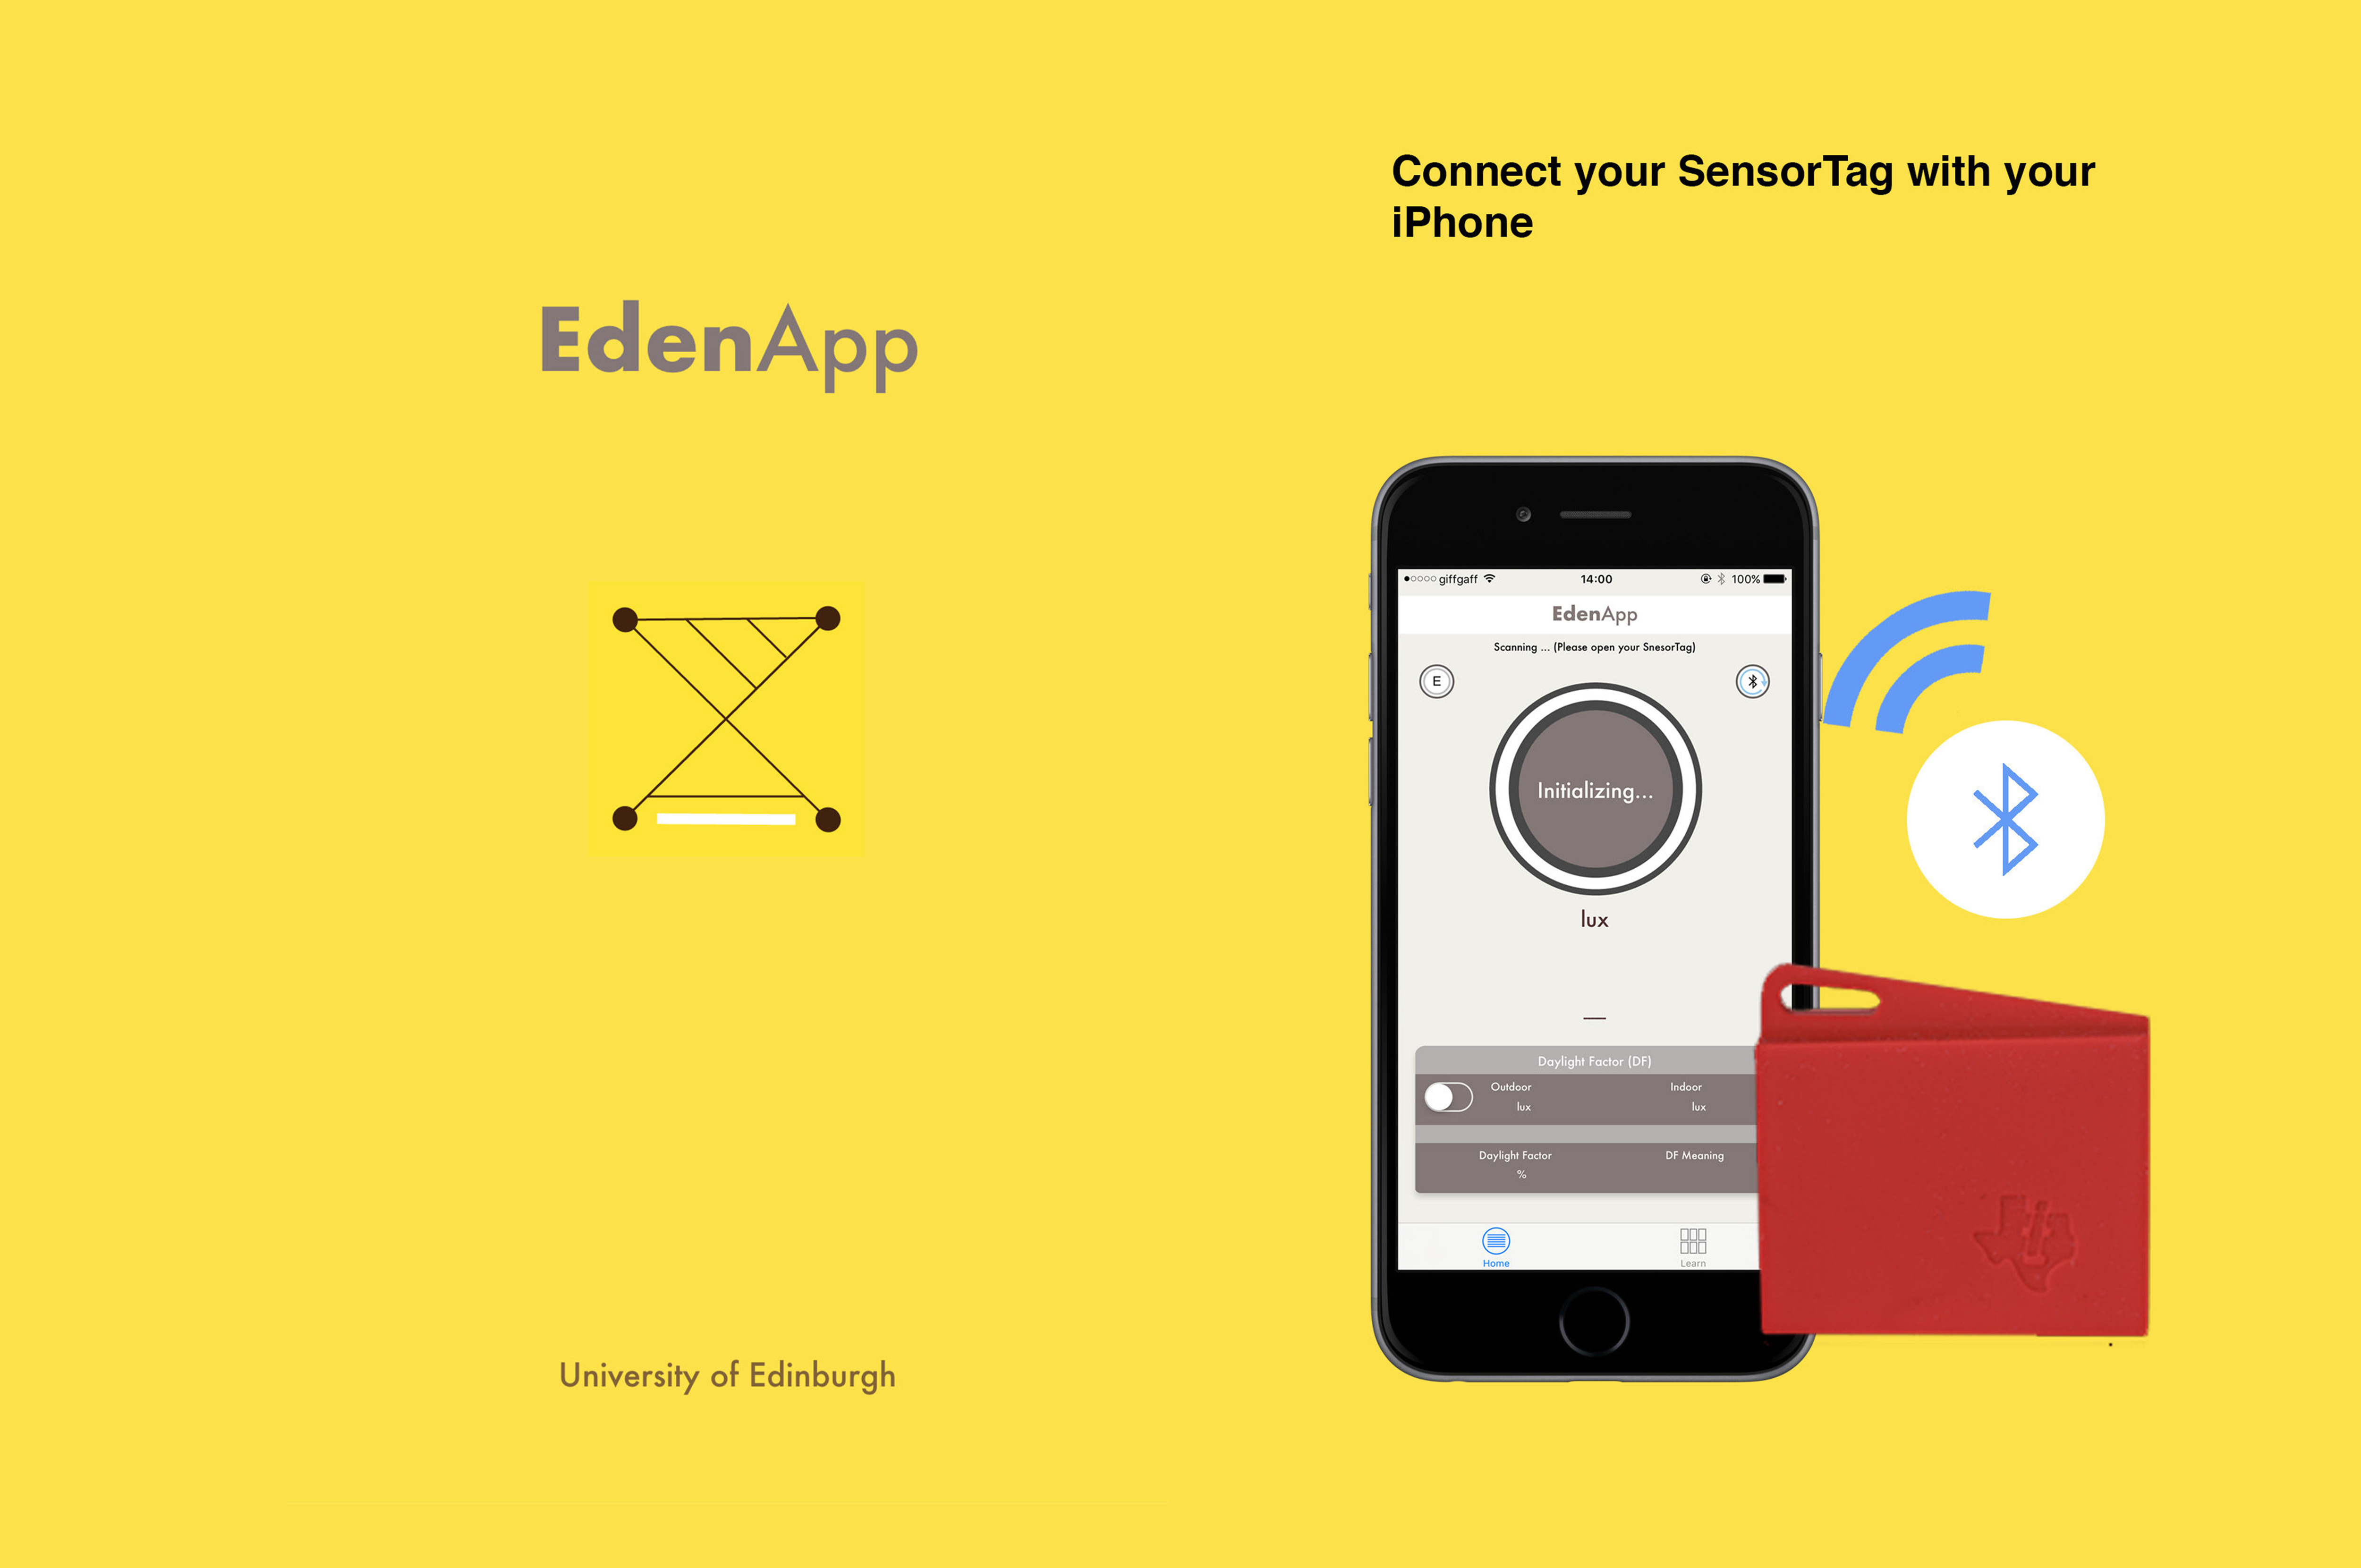 EdenApp
University of Edinburgh
Connect your SensorTag with your
iPhone
giffgaff 14:00 100%
EdenApp
Scanning ... (Please open your SnesorTag)
E
Initializing...
lux
—
Daylight Factor (DF)
Outdoor Indoor
lux lux
Daylight Factor DF Meaning
%
Home Learn